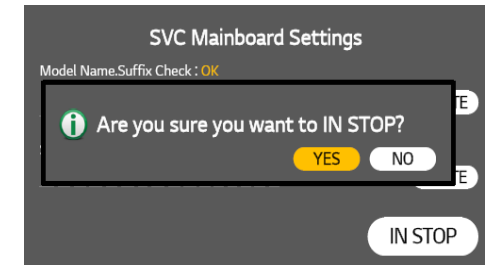 SVC Mainboard Settings
Model Name.Suffix Check : OK
Are you sure you want to IN STOP?
YES NO
IN STOP